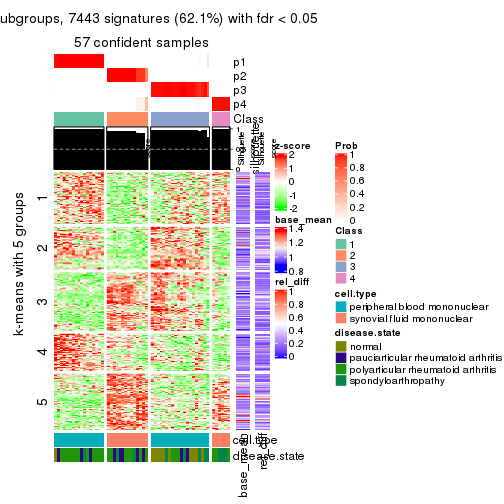 ubgroups, 7443 signatures (62.1%) with fdr < 0.05
57 confident samples
p1
p2
p3
p4
Class
1
0.5
0
Silhouette
score
k-means with 5 groups
1
2
3
4
5
cell.type
disease.state
base_mean
rel_diff
z-score
2
1
0
-1
-2
base_mean
1.4
1.2
1
0.8
rel_diff
1
0.8
0.6
0.4
0.2
0
Prob
1
0.8
0.6
0.4
0.2
0
Class
1
2
3
4
cell.type
peripheral blood mononuclear
synovial fluid mononuclear
disease.state
normal
pauciarticular rheumatoid arthritis
polyarticular rheumatoid arthritis
spondyloarthropathy